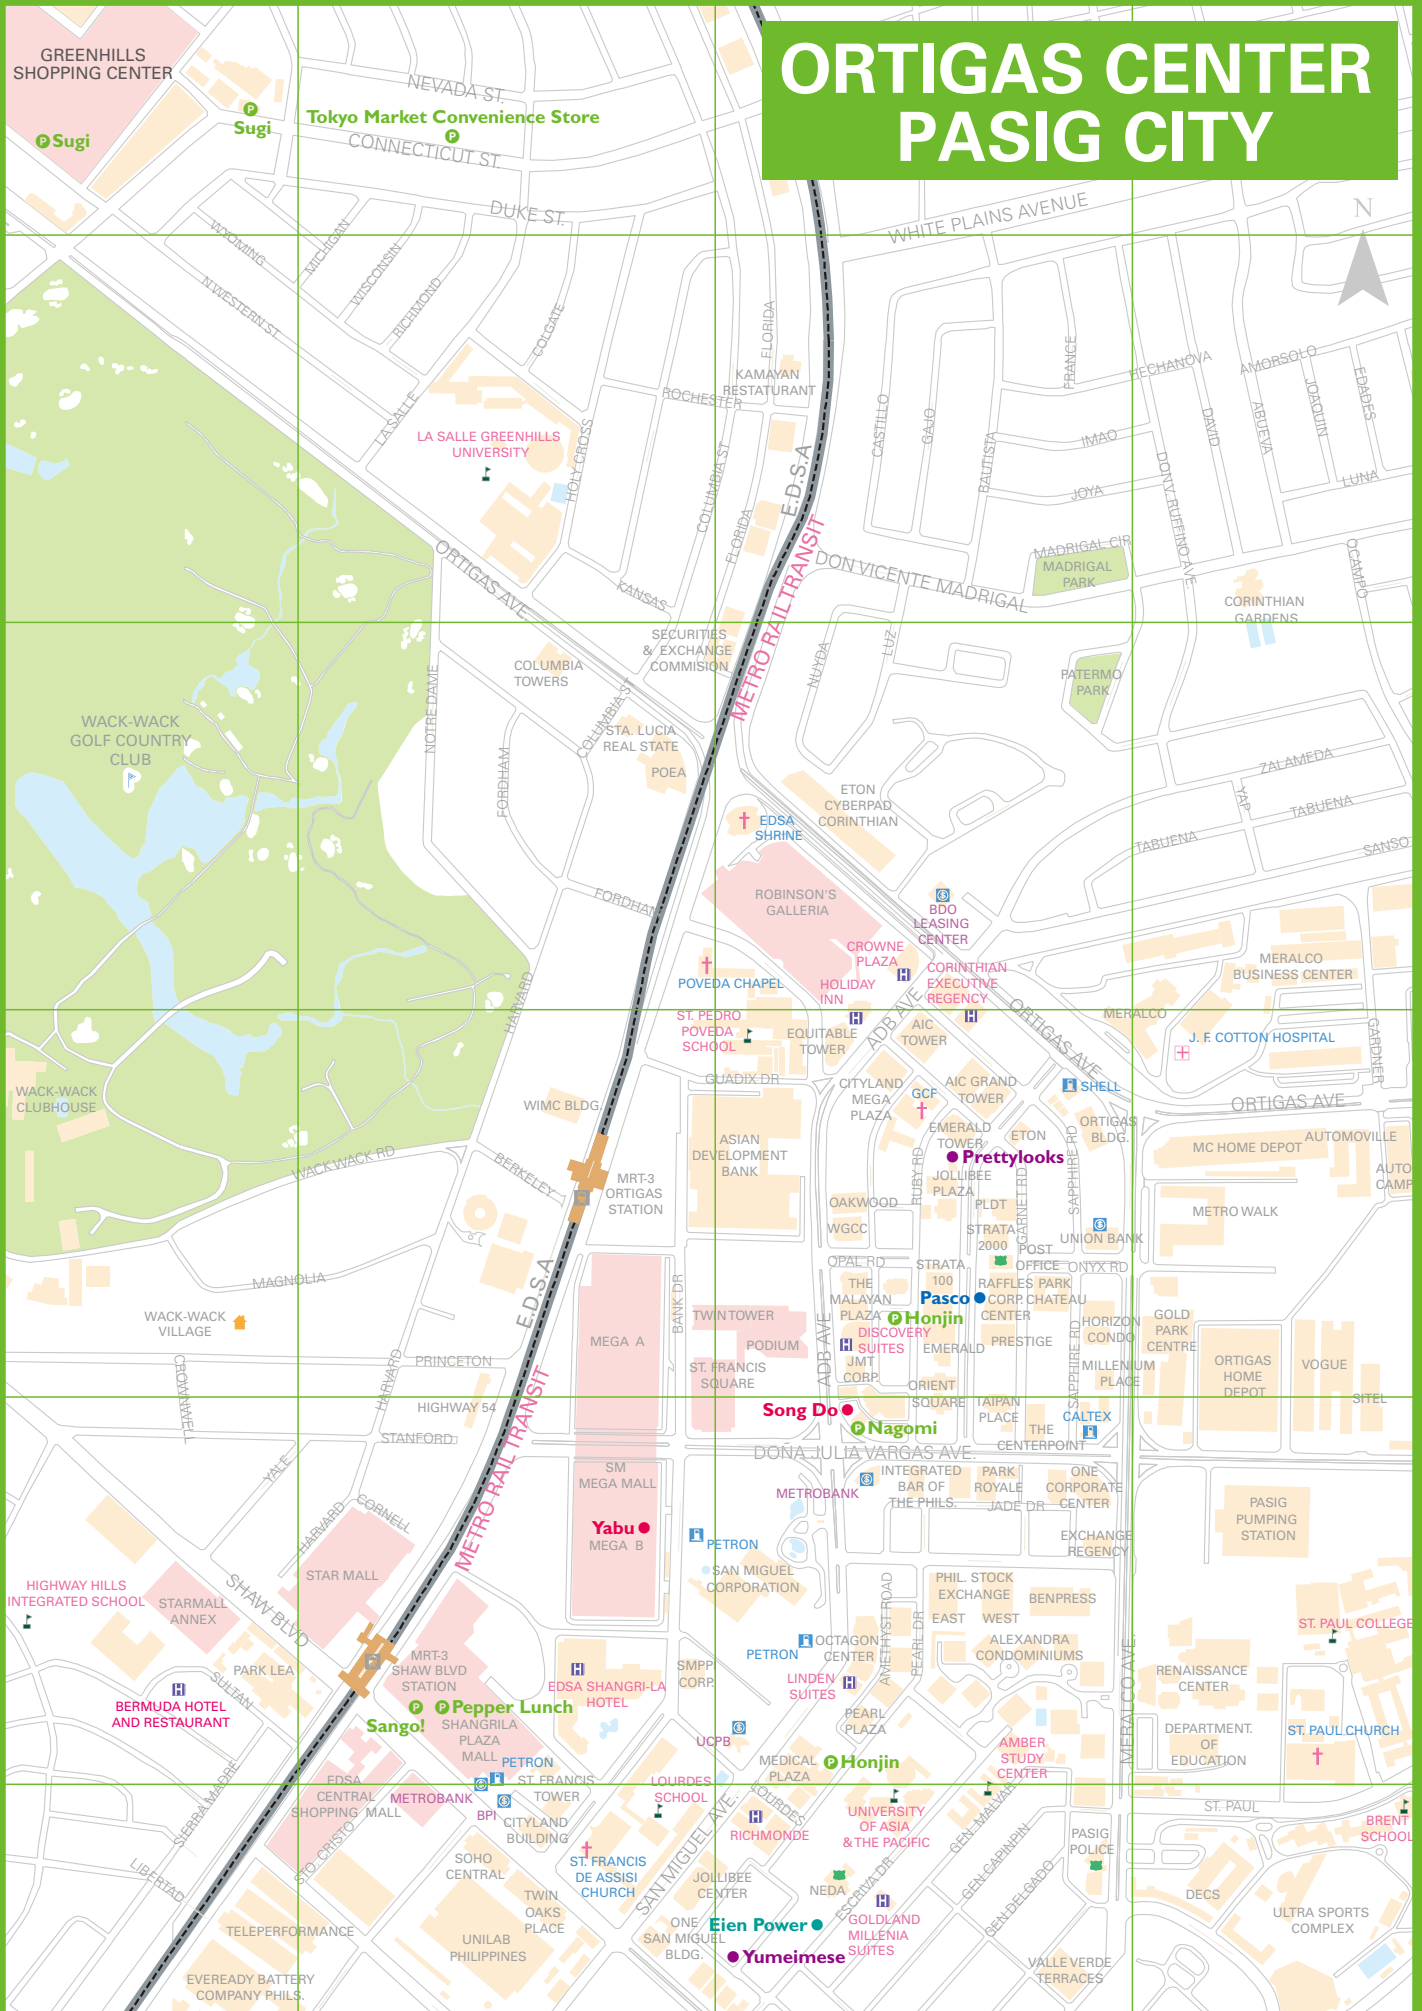 ORTIGAS CENTER
PASIG CITY
N
GREENHILLS
SHOPPING CENTER
P Sugi
P
Sugi
Tokyo Market Convenience Store
P
NEVADA ST.
CONNECTICUT ST.
DUKE ST.
WHITE PLAINS AVENUE
WYOMING
MICHIGAN
WISCONSIN
RICHMOND
N.WESTERN ST.
COLGATE
FLORIDA
KAMAYAN
RESTATURANT
ROCHESTER
LA SALLE
LA SALLE GREENHILLS
UNIVERSITY
HOLY CROSS
COLUMBIA ST
FLORIDA
E.D.S.A
CASTILLO
GAJO
BAUTISTA
FRANCE
HECHANOVA
AMORSOLO
IMAO
JOYA
DAVID
ABUEVA
JOAQUIN
EDADES
LUNA
DON V. RUFFINO AVE.
OCAMPO
MADRIGAL CIR
MADRIGAL
PARK
DON VICENTE MADRIGAL
CORINTHIAN
GARDENS
ORTIGAS AVE.
KANSAS
METRO RAIL TRANSIT
SECURITIES
& EXCHANGE
COMMISION
COLUMBIA
TOWERS
NUYDA
LUZ
PATERMO
PARK
NOTRE DAME
COLUMBIA ST
STA. LUCIA
REAL STATE
POEA
FORDHAM
WACK-WACK
GOLF COUNTRY
CLUB
ZALAMEDA
YAP
TABUENA
TABUENA
SANSO
ETON
CYBERPAD
CORINTHIAN
EDSA
SHRINE
ROBINSON'S
GALLERIA
FORDHAM
BDO
LEASING
CENTER
CROWNE
PLAZA
H
CORINTHIAN
EXECUTIVE
REGENCY
H
HOLIDAY
INN
H
POVEDA CHAPEL
MERALCO
BUSINESS CENTER
MERALCO
J. F. COTTON HOSPITAL
GARDNER
HARVARD
ST. PEDRO
POVEDA
SCHOOL
EQUITABLE
TOWER
ADB AVE
AIC
TOWER
ORTIGAS AVE
SHELL
GUADIX DR
CITYLAND
MEGA
PLAZA
GCF
AIC GRAND
TOWER
ORTIGAS AVE
WACK-WACK
CLUBHOUSE
WIMC BLDG.
ASIAN
DEVELOPMENT
BANK
EMERALD
TOWER
ETON
ORTIGAS
BLDG.
MC HOME DEPOT
AUTOMOVILLE
AUTO
CAMP
Prettylooks
JOLLIBEE
PLAZA
WACK WACK RD
BERKELEY
MRT-3
ORTIGAS
STATION
OAKWOOD
WGCC
RUBY RD
PLDT
GARNET RD
SAPPHIRE RD
METRO WALK
STRATA
2000
UNION BANK
POST
OFFICE
OPAL RD
ONYX RD
MAGNOLIA
E.D.S.A
STRATA
100
THE
MALAYAN
PLAZA
Pasco
RAFFLES
CORP.
CENTER
PARK
CHATEAU
P Honjin
WACK-WACK
VILLAGE
MEGA A
BANK DR
TWIN TOWER
PODIUM
ADB AVE
H DISCOVERY
SUITES
EMERALD
PRESTIGE
HORIZON
CONDO
GOLD
PARK
CENTRE
JMT
CORP.
ST. FRANCIS
SQUARE
SAPPHIRE RD
MILLENIUM
PLACE
ORTIGAS
HOME
DEPOT
VOGUE
SITEL
CROWNWELL
PRINCETON
HARVARD
HIGHWAY 54
STANFORD
ORIENT
SQUARE
TAIPAN
PLACE
THE
CENTERPOINT
CALTEX
Song Do
P Nagomi
DOÑA JULIA VARGAS AVE.
METRO RAIL TRANSIT
SM
MEGA MALL
YALE
METROBANK
INTEGRATED
BAR OF
THE PHILS.
PARK
ROYALE
ONE
CORPORATE
CENTER
JADE DR
HARVARD
CORNELL
Yabu
MEGA B
PETRON
EXCHANGE
REGENCY
PASIG
PUMPING
STATION
STAR MALL
SAN MIGUEL
CORPORATION
PHIL. STOCK
EXCHANGE
BENPRESS
HIGHWAY HILLS
INTEGRATED SCHOOL
STARMALL
ANNEX
SHAW BLVD
EAST
WEST
AMETHYST ROAD
PEARL DR
ST. PAUL COLLEGE
PETRON
OCTAGON
CENTER
ALEXANDRA
CONDOMINIUMS
MERALCO AVE.
PARK LEA
SULTAN
MRT-3
SHAW BLVD
STATION
H
EDSA SHANGRI-LA
HOTEL
SMPP
CORP.
LINDEN
SUITES
H
RENAISSANCE
CENTER
H
BERMUDA HOTEL
AND RESTAURANT
P
Sango!
P Pepper Lunch
SHANGRILA
PLAZA
MALL
PEARL
PLAZA
UCPB
DEPARTMENT.
OF
EDUCATION
ST. PAUL CHURCH
AMBER
STUDY
CENTER
MEDICAL
PLAZA
P Honjin
PETRON
SIERRA MADRE
EDSA
CENTRAL
SHOPPING MALL
METROBANK
BPI
ST. FRANCIS
TOWER
CITYLAND
BUILDING
LOURDES
SCHOOL
LOURDES
H
RICHMONDE
UNIVERSITY
OF ASIA
& THE PACIFIC
GEN. MALVAR
ST. PAUL
BRENT
SCHOOL
PASIG
POLICE
STO. CRISTO
LIBERTAD
SOHO
CENTRAL
ST. FRANCIS
DE ASSISI
CHURCH
SAN MIGUEL AVE.
JOLLIBEE
CENTER
NEDA
ESCRIVA DR
GEN CAPINPIN
GEN DELGADO
DECS
TWIN
OAKS
PLACE
H
GOLDLAND
MILLENIA
SUITES
ULTRA SPORTS
COMPLEX
TELEPERFORMANCE
UNILAB
PHILIPPINES
ONE
SAN MIGUEL
BLDG.
Eien Power
Yumeimese
VALLE VERDE
TERRACES
EVEREADY BATTERY
COMPANY PHILS.